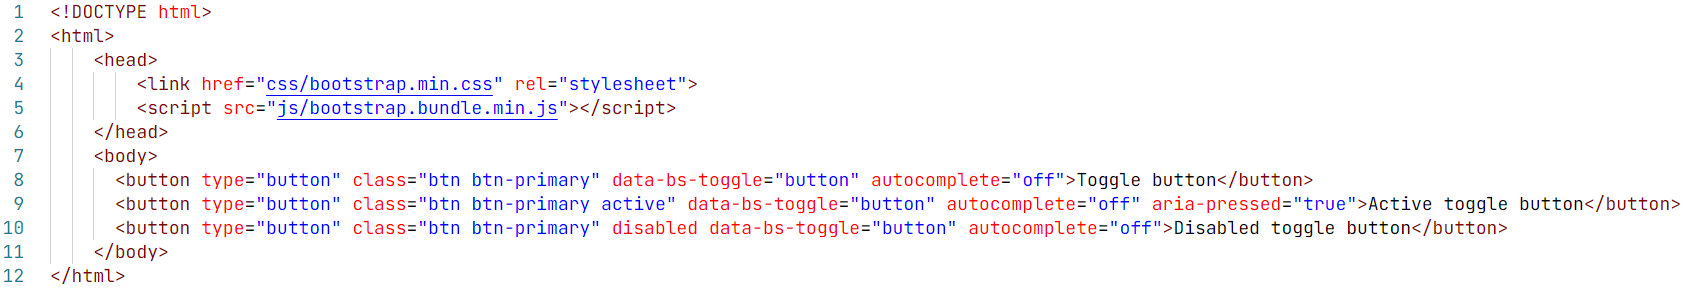 1 <!DOCTYPE html>
2 <html>
3 <head>
4 <link href="css/bootstrap.min.css" rel="stylesheet">
5 <script src="js/bootstrap.bundle.min.js"></script>
6 </head>
7 <body>
8 <button type="button" class="btn btn-primary" data-bs-toggle="button" autocomplete="off">Toggle button</button>
9 <button type="button" class="btn btn-primary active" data-bs-toggle="button" autocomplete="off" aria-pressed="true">Active toggle button</button>
10 <button type="button" class="btn btn-primary" disabled data-bs-toggle="button" autocomplete="off">Disabled toggle button</button>
11 </body>
12 </html>